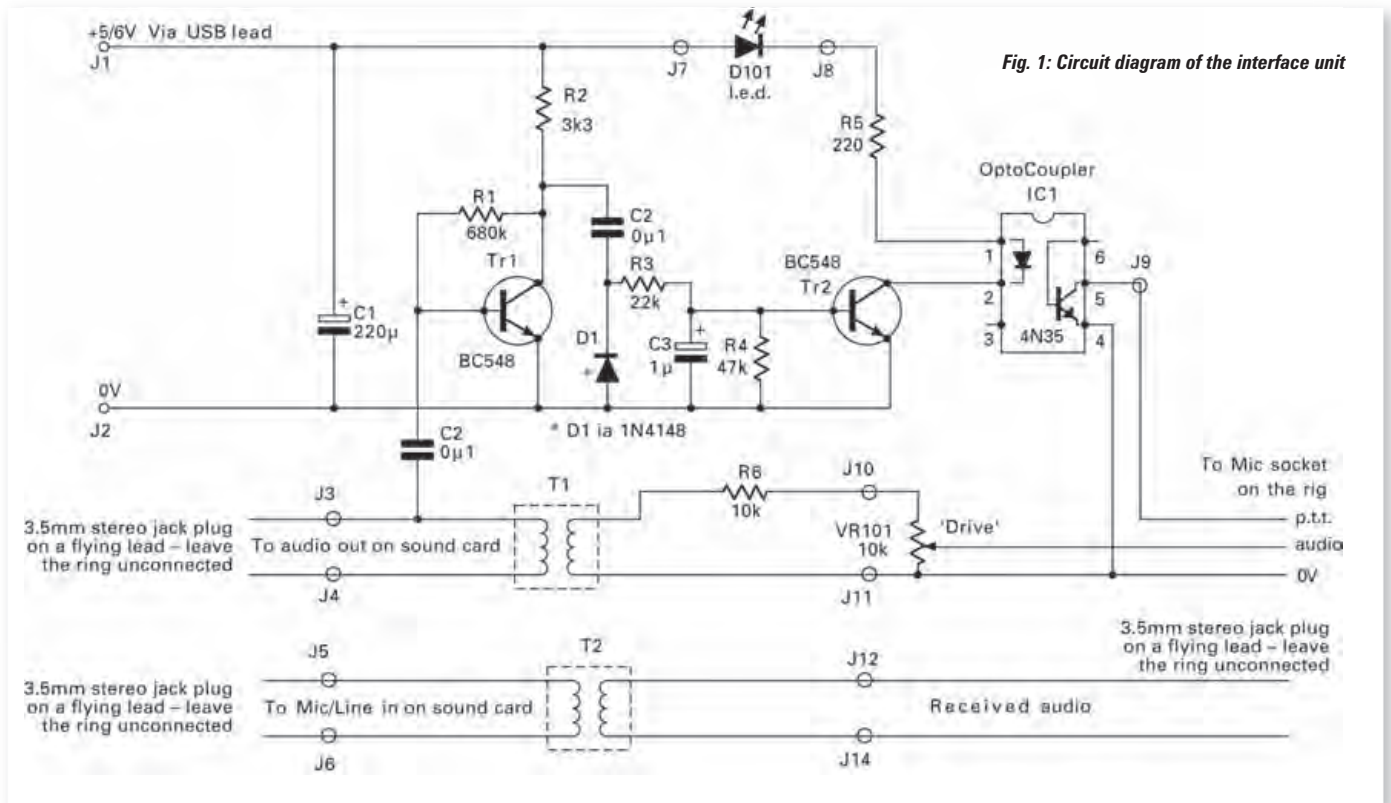 +5/6V Via USB lead
J1
J7
D101
l.e.d.
J8
Fig. 1: Circuit diagram of the interface unit
R2
3k3
R5
220
OptoCoupler
IC1
R1
680k
C2
0µ1
Tr1
R3
22k
BC548
Tr2
1
2
3
6
5
4
J9
4N35
+
C1
220µ
BC548
D1
*
+
C3
1µ
R4
47k
0V
J2
C2
0µ1
* D1 ia 1N4148
To Mic socket
on the rig
p.t.t.
audio
0V
J3
T1
R6
10k
J10
VR101
10k
'Drive'
3.5mm stereo jack plug
on a flying lead – leave
the ring unconnected
To audio out on sound card
J4
J11
3.5mm stereo jack plug
on a flying lead – leave
the ring unconnected
J5
T2
J12
3.5mm stereo jack plug
on a flying lead – leave
the ring unconnected
To Mic/Line in on sound card
Received audio
J6
J14